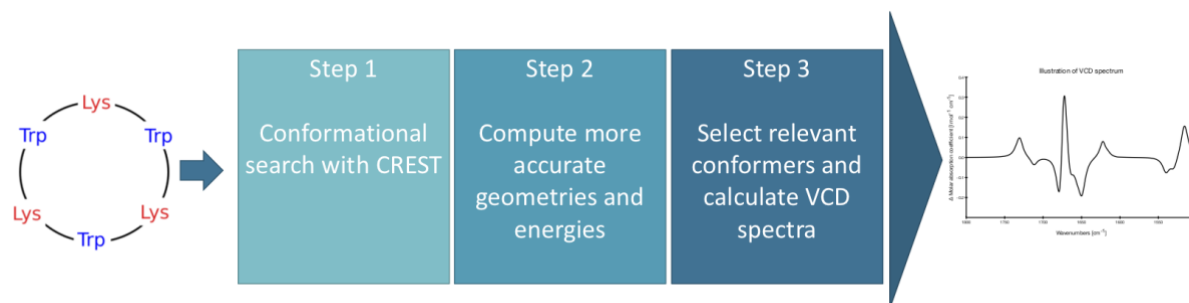 Lys
Trp
Trp
Lys
Lys
Trp
Step 1
Conformational
search with CREST
Step 2
Compute more
accurate
geometries and
energies
Step 3
Select relevant
conformers and
calculate VCD
spectra
Illustration of VCD spectrum
Wavenumbers [cm⁻¹]